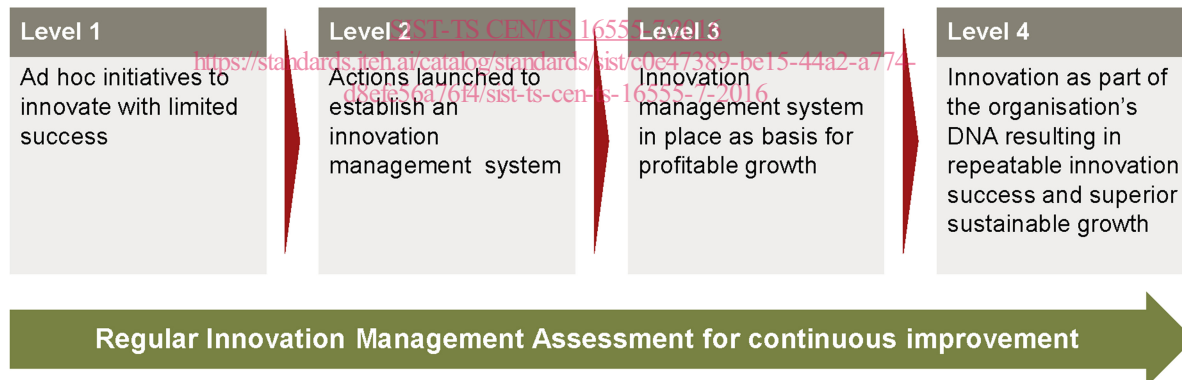 Level 1
Ad hoc initiatives to
innovate with limited
success
Level 2
Actions launched to
establish an
innovation
management system
Level 3
Innovation
management system
in place as basis for
profitable growth
Level 4
Innovation as part of
the organisation's
DNA resulting in
repeatable innovation
success and superior
sustainable growth
SIST-TS CEN/TS 16555-7:2016
https://standards.iteh.ai/catalog/standards/sist/c0e47389-be15-44a2-a774-
d8efe56a76f4/sist-ts-cen-ts-16555-7-2016
Regular Innovation Management Assessment for continuous improvement